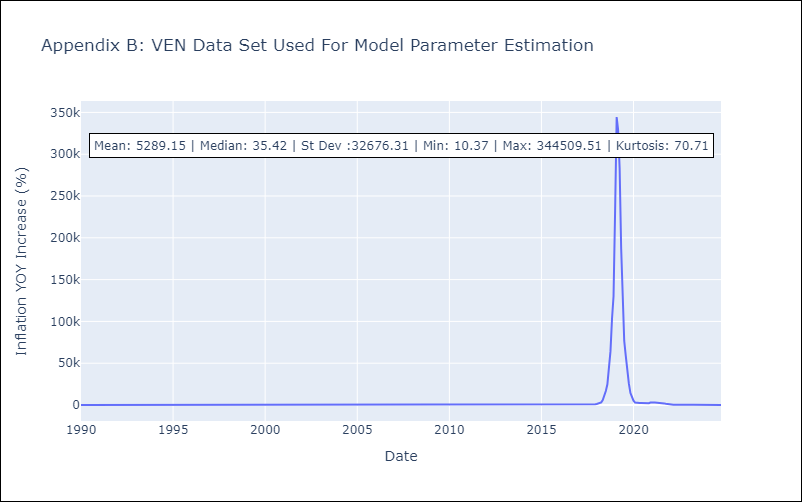 Appendix B: VEN Data Set Used For Model Parameter Estimation
350k
Mean: 5289.15 | Median: 35.42 | St Dev :32676.31 | Min: 10.37 | Max: 344509.51 | Kurtosis: 70.71
300k
250k
200k
150k
100k
50k
0
Inflation YOY Increase (%)
1990 1995 2000 2005 2010 2015 2020
Date